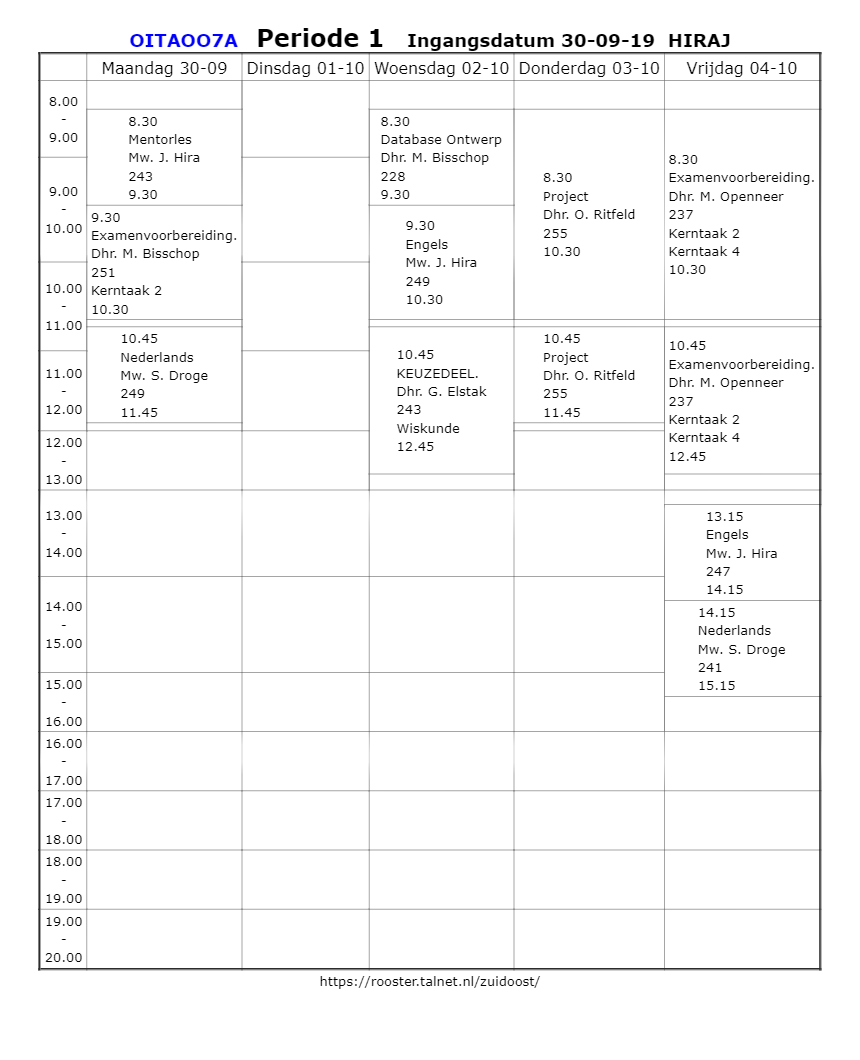 OITAOO7A Periode 1 Ingangsdatum 30-09-19 HIRAJ
Maandag 30-09 Dinsdag 01-10 Woensdag 02-10 Donderdag 03-10 Vrijdag 04-10
8.00
-
9.00
9.00
-
10.00
10.00
-
11.00
11.00
-
12.00
12.00
-
13.00
13.00
-
14.00
14.00
-
15.00
15.00
-
16.00
16.00
-
17.00
17.00
-
18.00
18.00
-
19.00
19.00
-
20.00
8.30
Mentorles
Mw. J. Hira
243
9.30
9.30
Examenvoorbereiding.
Dhr. M. Bisschop
251
Kerntaak 2
10.30
10.45
Nederlands
Mw. S. Droge
249
11.45
8.30
Database Ontwerp
Dhr. M. Bisschop
228
9.30
9.30
Engels
Mw. J. Hira
249
10.30
10.45
KEUZEDEEL.
Dhr. G. Elstak
243
Wiskunde
12.45
8.30
Project
Dhr. O. Ritfeld
255
10.30
10.45
Project
Dhr. O. Ritfeld
255
11.45
8.30
Examenvoorbereiding.
Dhr. M. Openneer
237
Kerntaak 2
Kerntaak 4
10.30
10.45
Examenvoorbereiding.
Dhr. M. Openneer
237
Kerntaak 2
Kerntaak 4
12.45
13.15
Engels
Mw. J. Hira
247
14.15
14.15
Nederlands
Mw. S. Droge
241
15.15
https://rooster.talnet.nl/zuidoost/